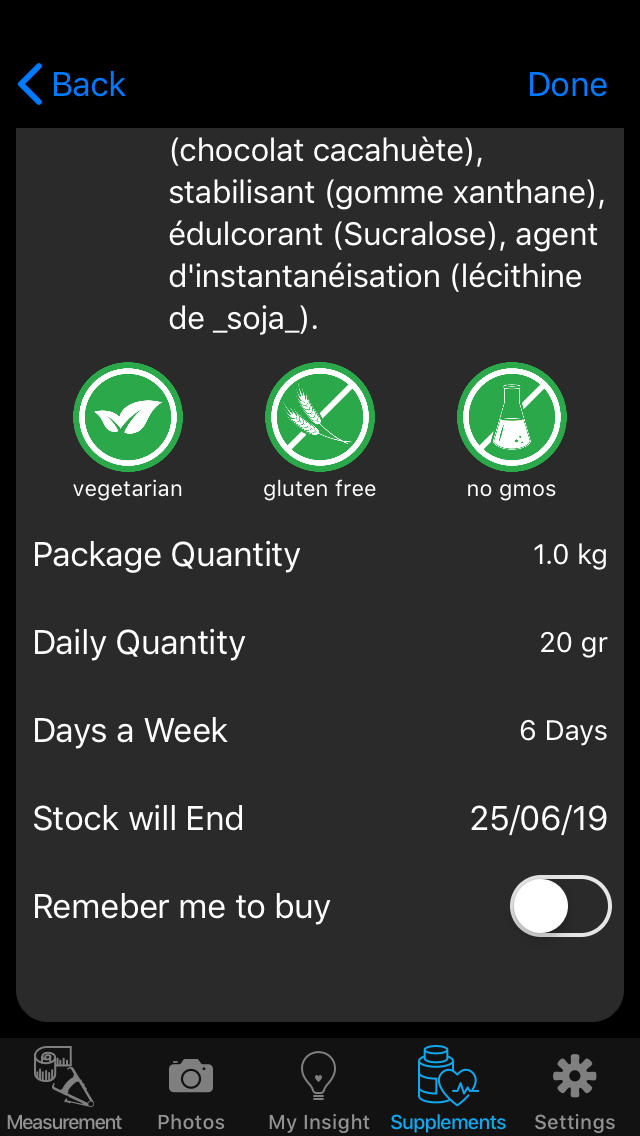 Back
Done
(chocolat cacahuète),
stabilisant (gomme xanthane),
édulcorant (Sucralose), agent
d'instantanéisation (lécithine
de _soja_).
vegetarian
gluten free
no gmos
Package Quantity
1.0 kg
Daily Quantity
20 gr
Days a Week
6 Days
Stock will End
25/06/19
Remeber me to buy
Measurement
Photos
My Insight
Supplements
Settings